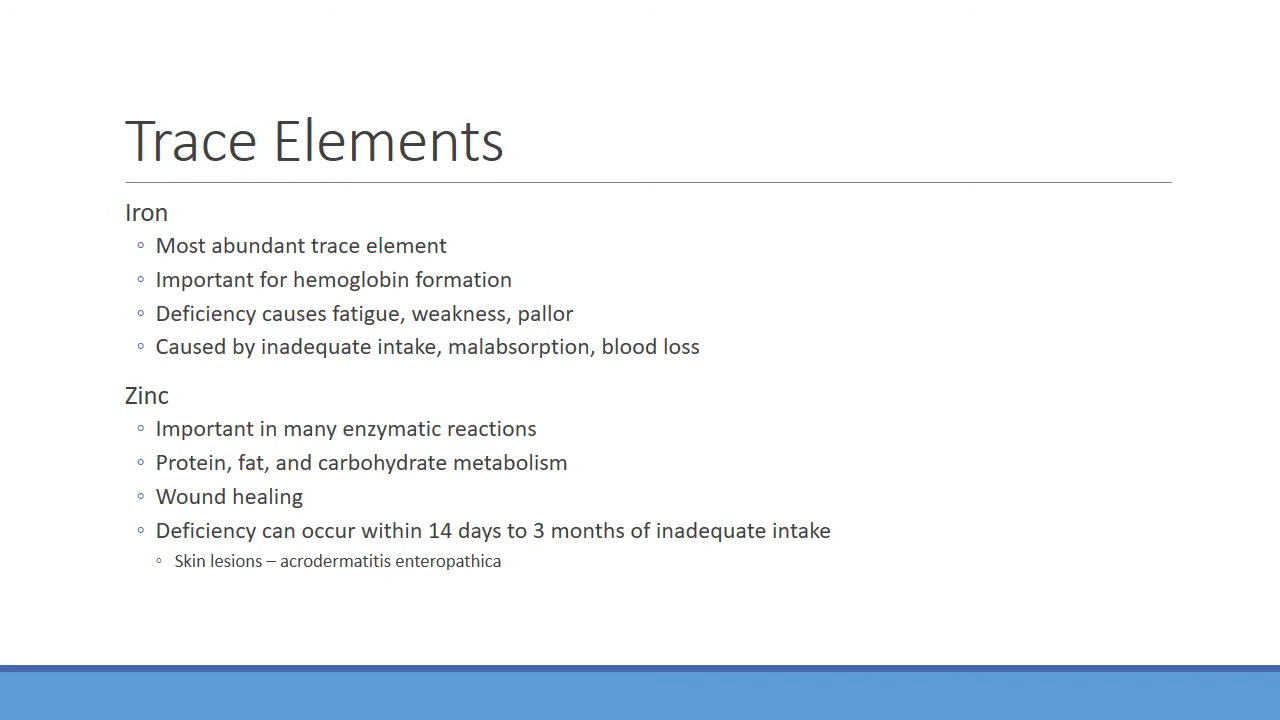 Trace Elements
Iron
◦ Most abundant trace element
◦ Important for hemoglobin formation
◦ Deficiency causes fatigue, weakness, pallor
◦ Caused by inadequate intake, malabsorption, blood loss
Zinc
◦ Important in many enzymatic reactions
◦ Protein, fat, and carbohydrate metabolism
◦ Wound healing
◦ Deficiency can occur within 14 days to 3 months of inadequate intake
◦ Skin lesions – acrodermatitis enteropathica